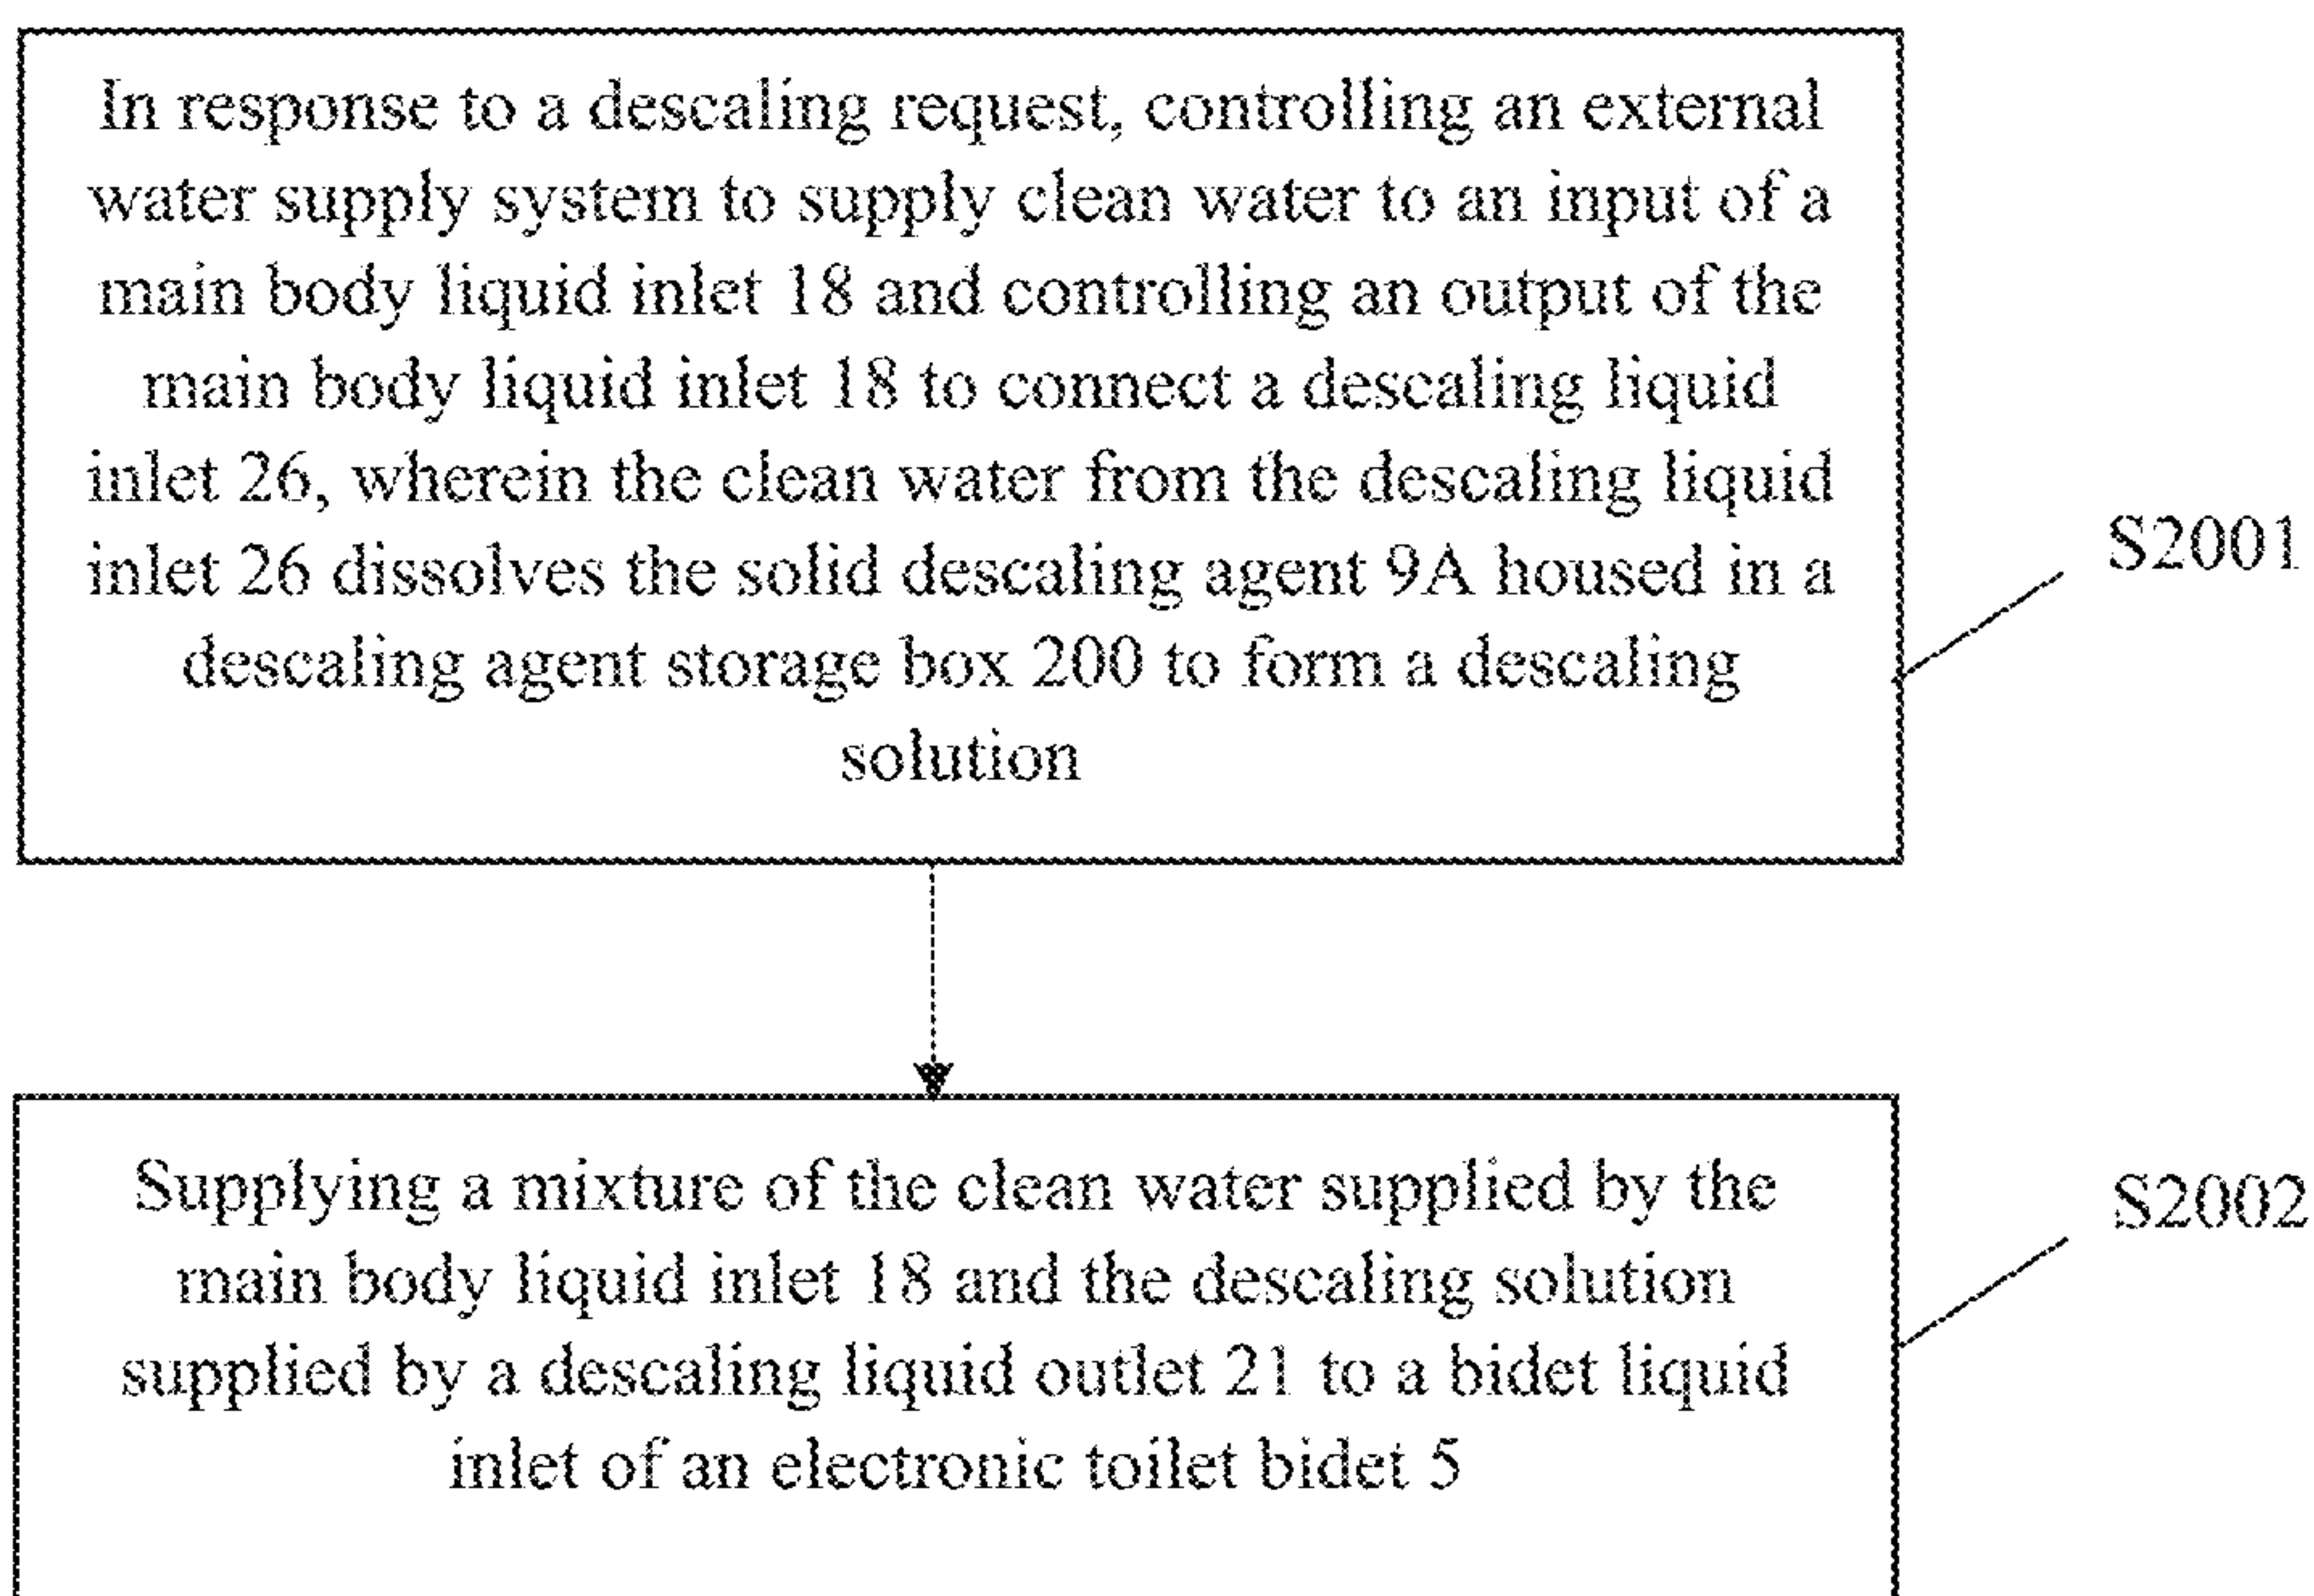 In response to a descaling request, controlling an external
water supply system to supply clean water to an input of a
main body liquid inlet 18 and controlling an output of the
main body liquid inlet 18 to connect a descaling liquid
inlet 26, wherein the clean water from the descaling liquid
inlet 26 dissolves the solid descaling agent 9A housed in a
descaling agent storage box 200 to form a descaling
solution
S2001
Supplying a mixture of the clean water supplied by the
main body liquid inlet 18 and the descaling solution
supplied by a descaling liquid outlet 21 to a bidet liquid
inlet of an electronic toilet bidet 5
S2002